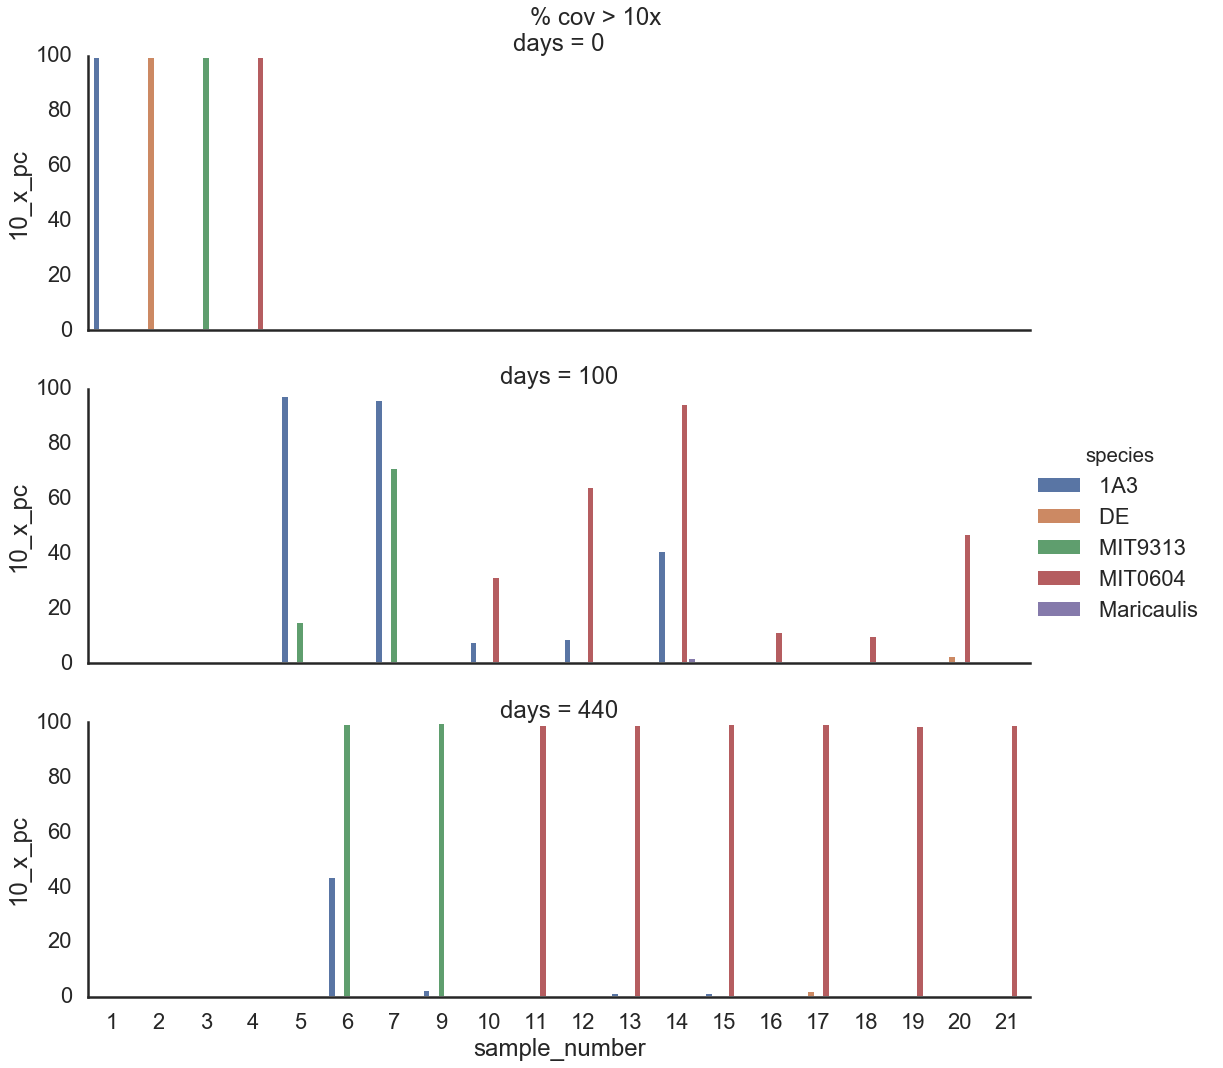 % cov > 10x
days = 0
100
80
60
40
20
0
10_x_pc
days = 100
100
80
60
40
20
0
10_x_pc
species
1A3
DE
MIT9313
MIT0604
Maricaulis
days = 440
100
80
60
40
20
0
10_x_pc
1 2 3 4 5 6 7 9 10 11 12 13 14 15 16 17 18 19 20 21
sample_number